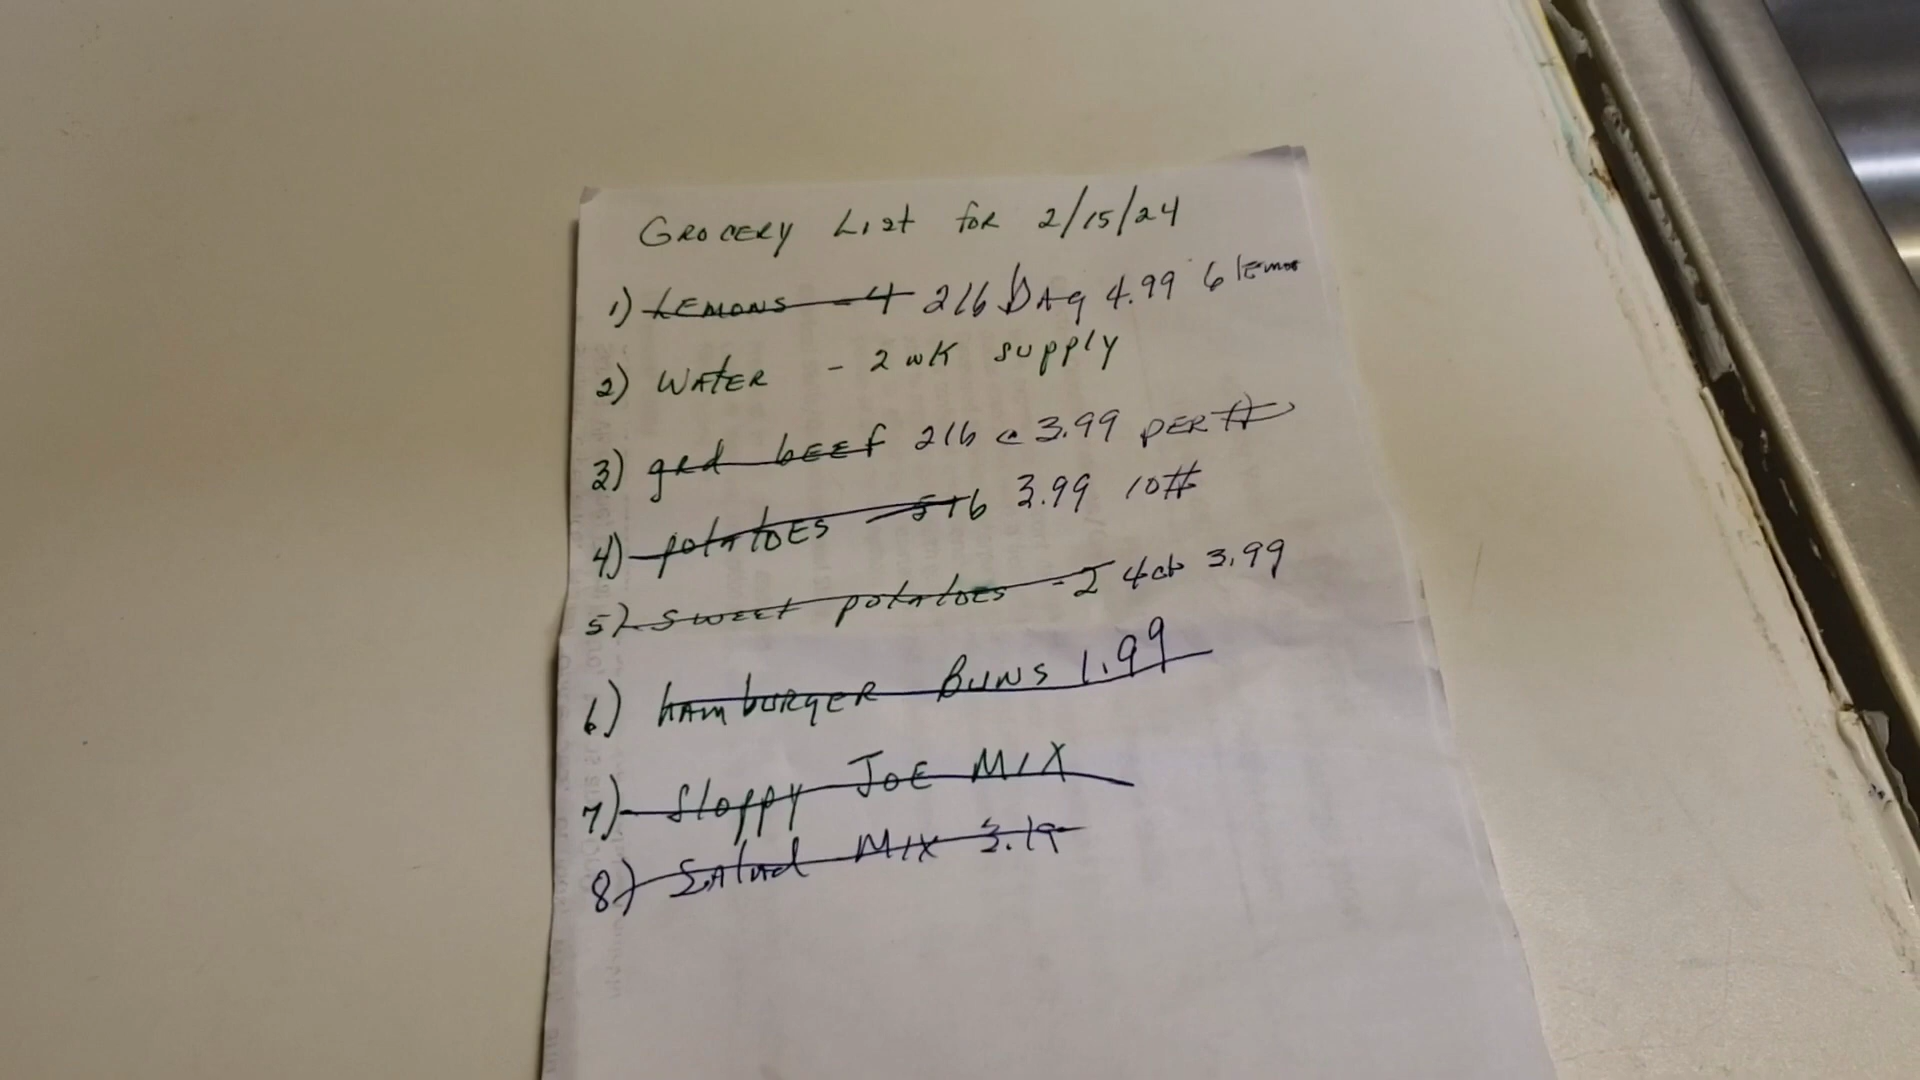 GROCERY LIST FOR 2/15/24
1) LEMONS - 4 2lb BAg 4.99 6 lemos
2) WATER - 2 wk supply
3) grd bEEf 2lb @ 3.99 PER #
4) potatoES 5lb 3.99 10#
5) SwEEt potatoES - 2 4ct 3.99
6) hAmburgER BUNS 1.99
7) Sloppy JOE MIX
8) SAlad MIX 3.19